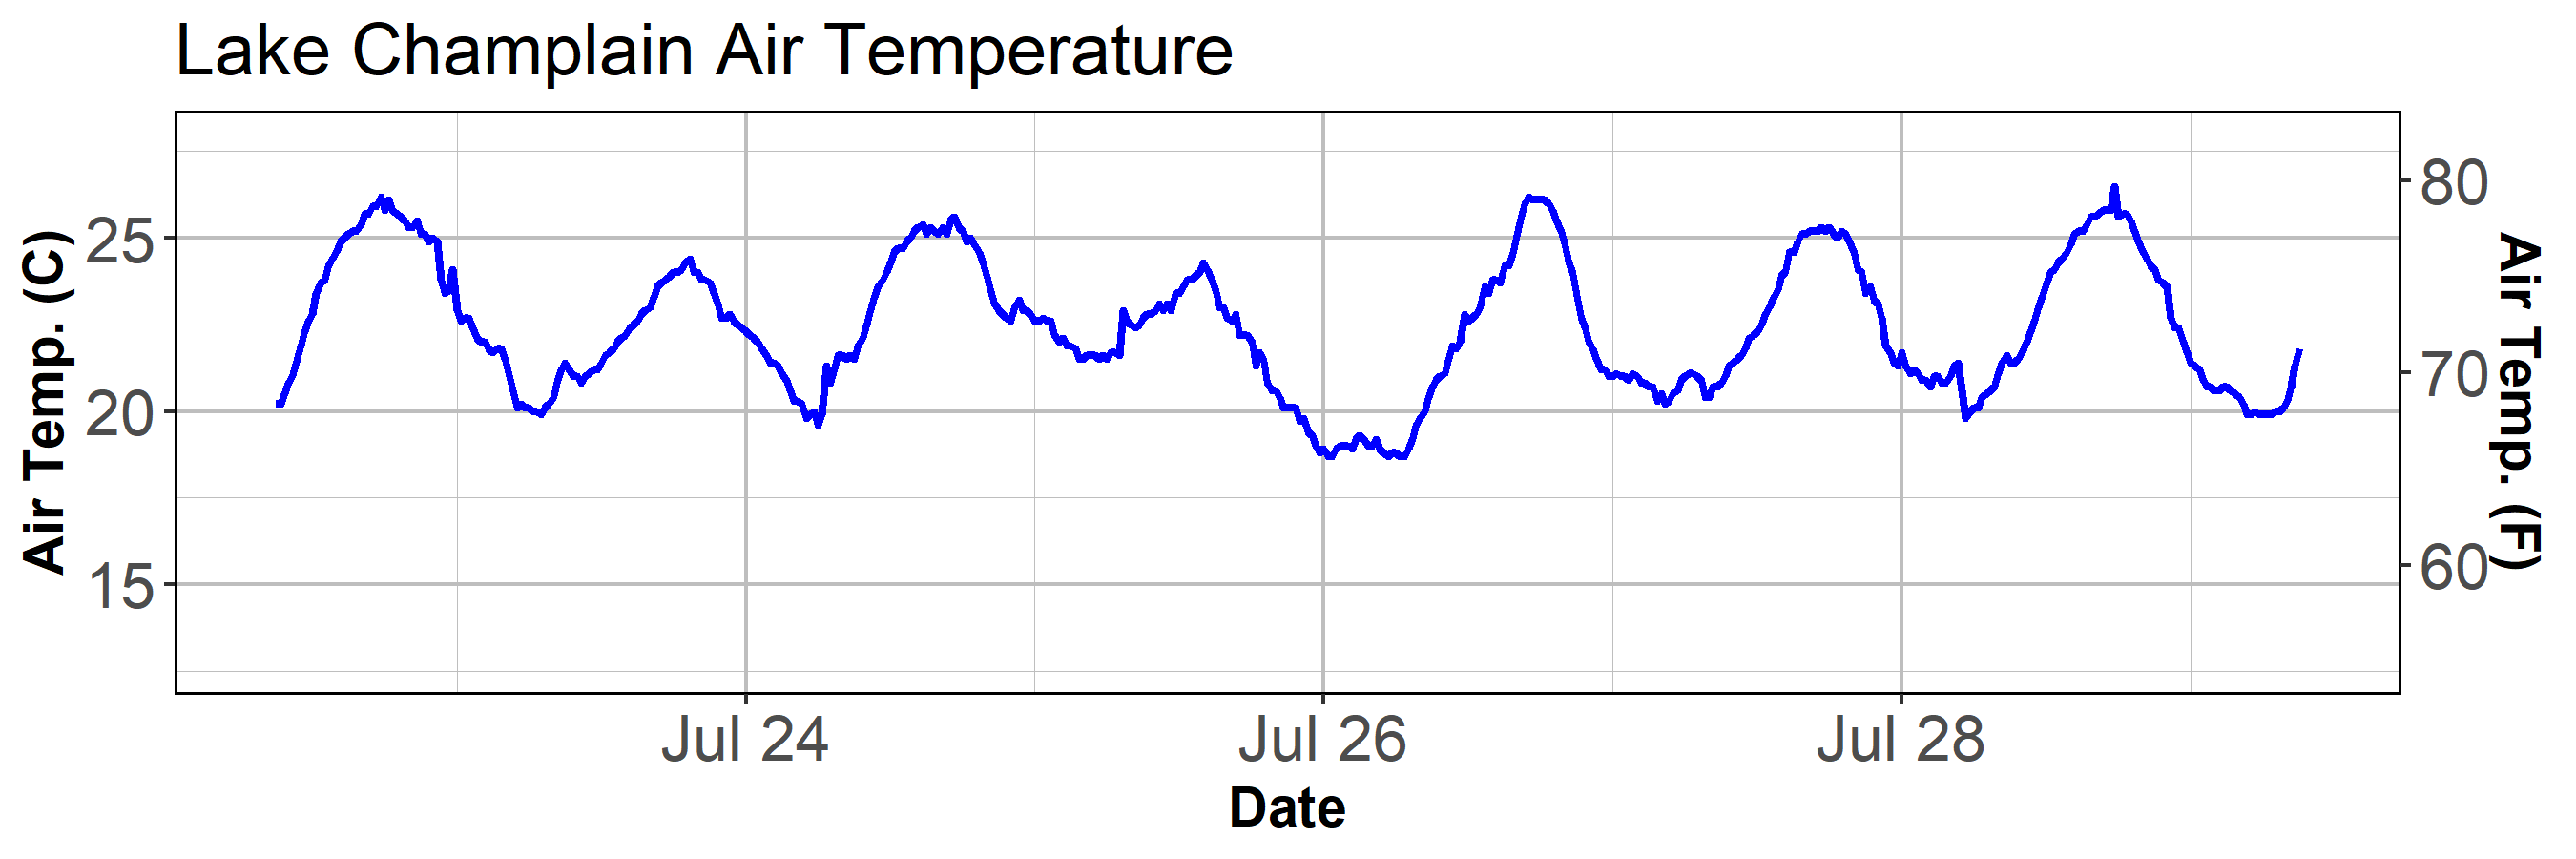 Lake Champlain Air Temperature
Air Temp. (C)
25
20
15
80
70
60
Air Temp. (F)
Jul 24
Jul 26
Jul 28
Date